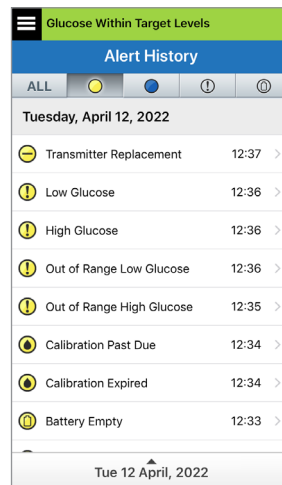 Glucose Within Target Levels
Alert History
ALL
Tuesday, April 12, 2022
Transmitter Replacement 12:37
Low Glucose 12:36
High Glucose 12:36
Out of Range Low Glucose 12:36
Out of Range High Glucose 12:35
Calibration Past Due 12:34
Calibration Expired 12:34
Battery Empty 12:33
Tue 12 April, 2022